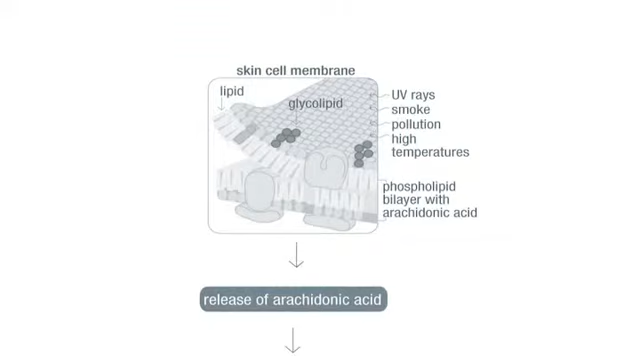 skin cell membrane
lipid
glycolipid
UV rays
smoke
pollution
high
temperatures
phospholipid
bilayer with
arachidonic acid
release of arachidonic acid